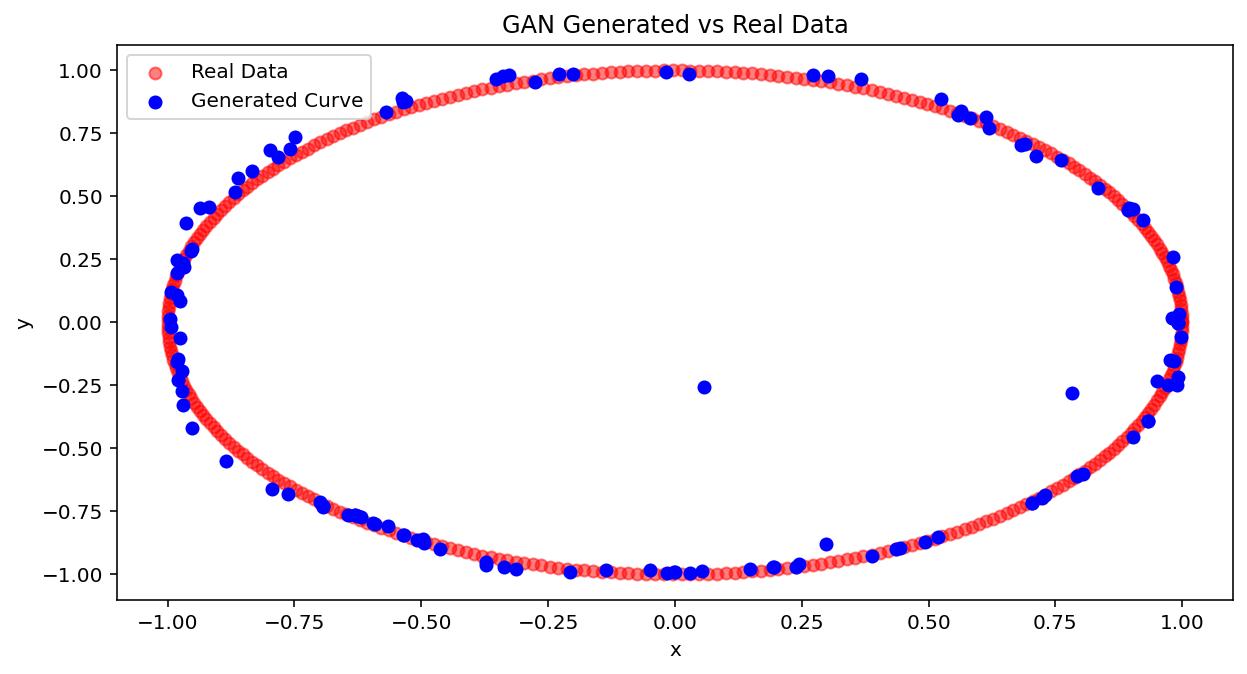 GAN Generated vs Real Data
Real Data
Generated Curve
1.00
0.75
0.50
0.25
0.00
−0.25
−0.50
−0.75
−1.00
y
−1.00 −0.75 −0.50 −0.25 0.00 0.25 0.50 0.75 1.00
x